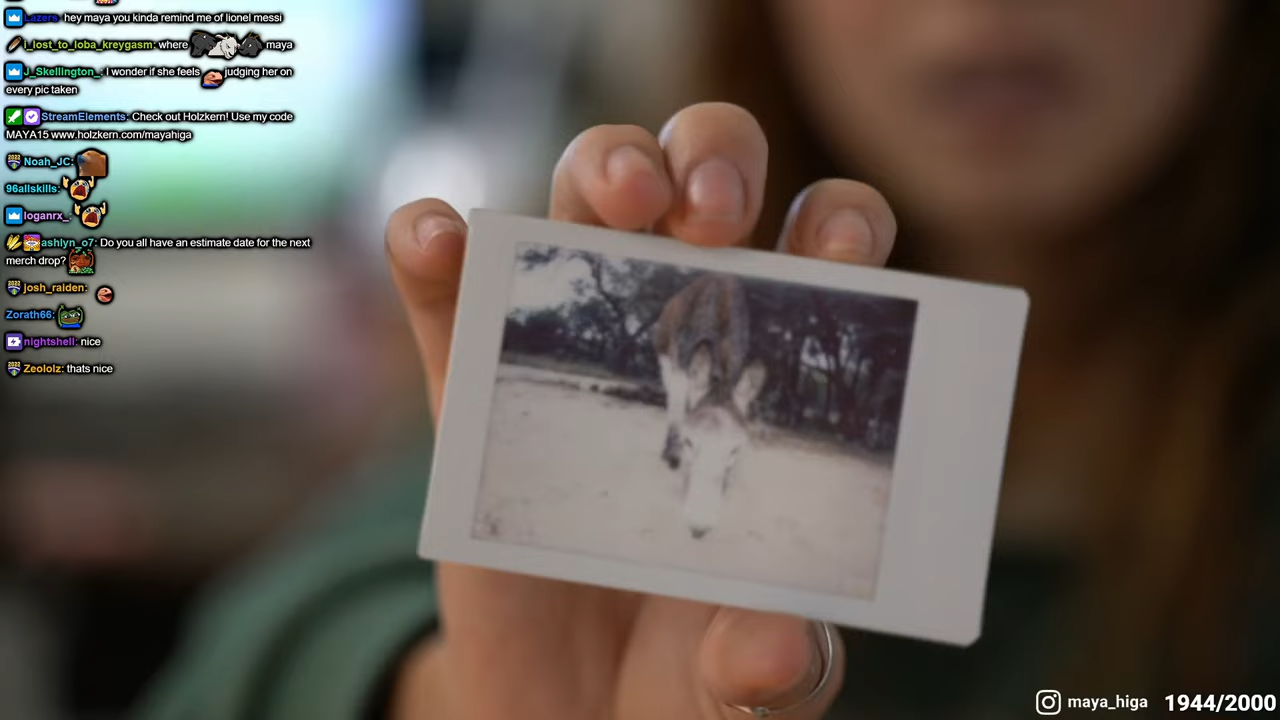 Lazers: hey maya you kinda remind me of lionel messi
i_lost_to_loba_kreygasm: where maya
J_Skellington_: I wonder if she feels judging her on
every pic taken
StreamElements: Check out Holzkern! Use my code
MAYA15 www.holzkern.com/mayahiga
Noah_JC:
96allskills:
loganrx_:
ashlyn_o7: Do you all have an estimate date for the next
merch drop?
josh_raiden:
Zorath66:
nightshell: nice
Zeololz: thats nice
maya_higa 1944/2000